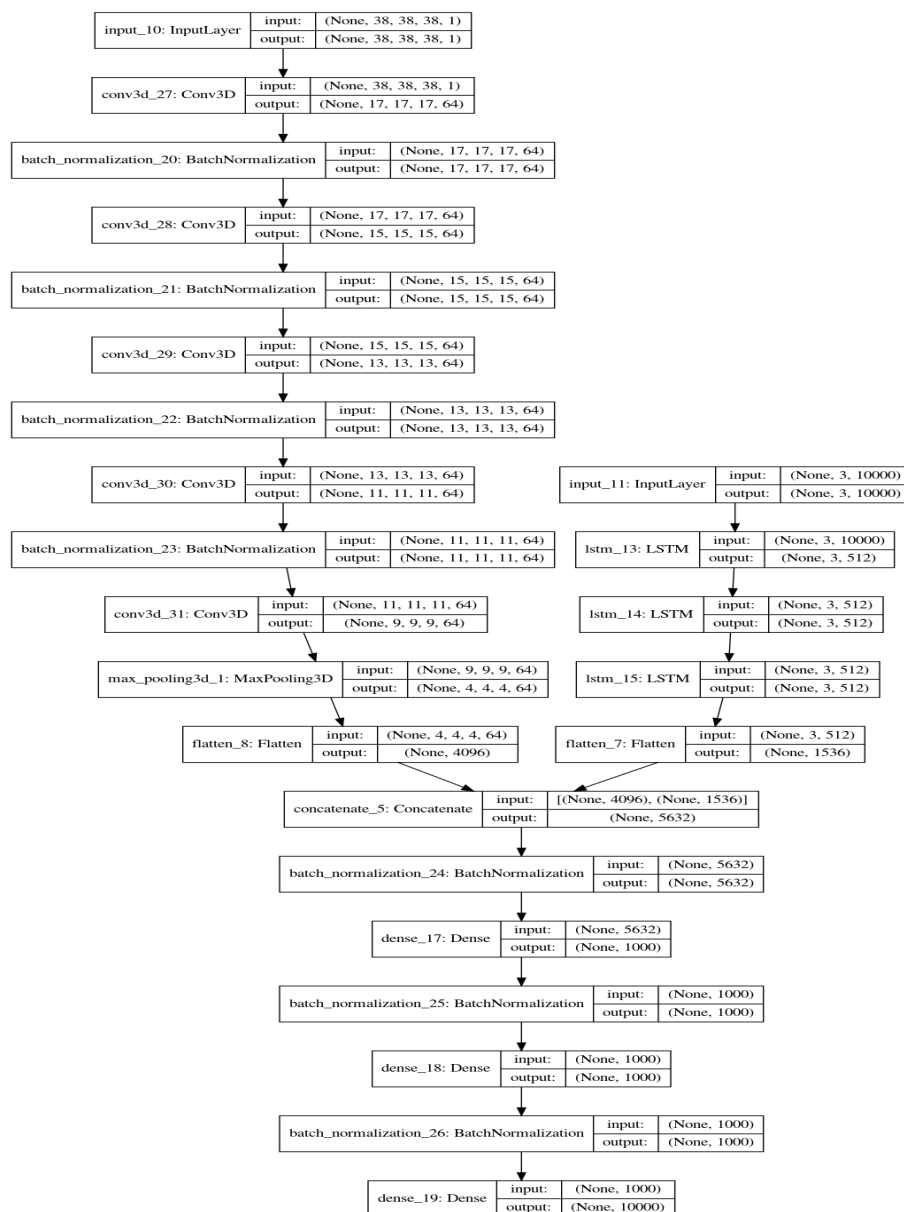 input_10: InputLayer
input: (None, 38, 38, 38, 1)
output: (None, 38, 38, 38, 1)
conv3d_27: Conv3D
input: (None, 38, 38, 38, 1)
output: (None, 17, 17, 17, 64)
batch_normalization_20: BatchNormalization
input: (None, 17, 17, 17, 64)
output: (None, 17, 17, 17, 64)
conv3d_28: Conv3D
input: (None, 17, 17, 17, 64)
output: (None, 15, 15, 15, 64)
batch_normalization_21: BatchNormalization
input: (None, 15, 15, 15, 64)
output: (None, 15, 15, 15, 64)
conv3d_29: Conv3D
input: (None, 15, 15, 15, 64)
output: (None, 13, 13, 13, 64)
batch_normalization_22: BatchNormalization
input: (None, 13, 13, 13, 64)
output: (None, 13, 13, 13, 64)
conv3d_30: Conv3D
input: (None, 13, 13, 13, 64)
output: (None, 11, 11, 11, 64)
input_11: InputLayer
input: (None, 3, 10000)
output: (None, 3, 10000)
batch_normalization_23: BatchNormalization
input: (None, 11, 11, 11, 64)
output: (None, 11, 11, 11, 64)
lstm_13: LSTM
input: (None, 3, 10000)
output: (None, 3, 512)
conv3d_31: Conv3D
input: (None, 11, 11, 11, 64)
output: (None, 9, 9, 9, 64)
lstm_14: LSTM
input: (None, 3, 512)
output: (None, 3, 512)
max_pooling3d_1: MaxPooling3D
input: (None, 9, 9, 9, 64)
output: (None, 4, 4, 4, 64)
lstm_15: LSTM
input: (None, 3, 512)
output: (None, 3, 512)
flatten_8: Flatten
input: (None, 4, 4, 4, 64)
output: (None, 4096)
flatten_7: Flatten
input: (None, 3, 512)
output: (None, 1536)
concatenate_5: Concatenate
input: [(None, 4096), (None, 1536)]
output: (None, 5632)
batch_normalization_24: BatchNormalization
input: (None, 5632)
output: (None, 5632)
dense_17: Dense
input: (None, 5632)
output: (None, 1000)
batch_normalization_25: BatchNormalization
input: (None, 1000)
output: (None, 1000)
dense_18: Dense
input: (None, 1000)
output: (None, 1000)
batch_normalization_26: BatchNormalization
input: (None, 1000)
output: (None, 1000)
dense_19: Dense
input: (None, 1000)
output: (None, 10000)